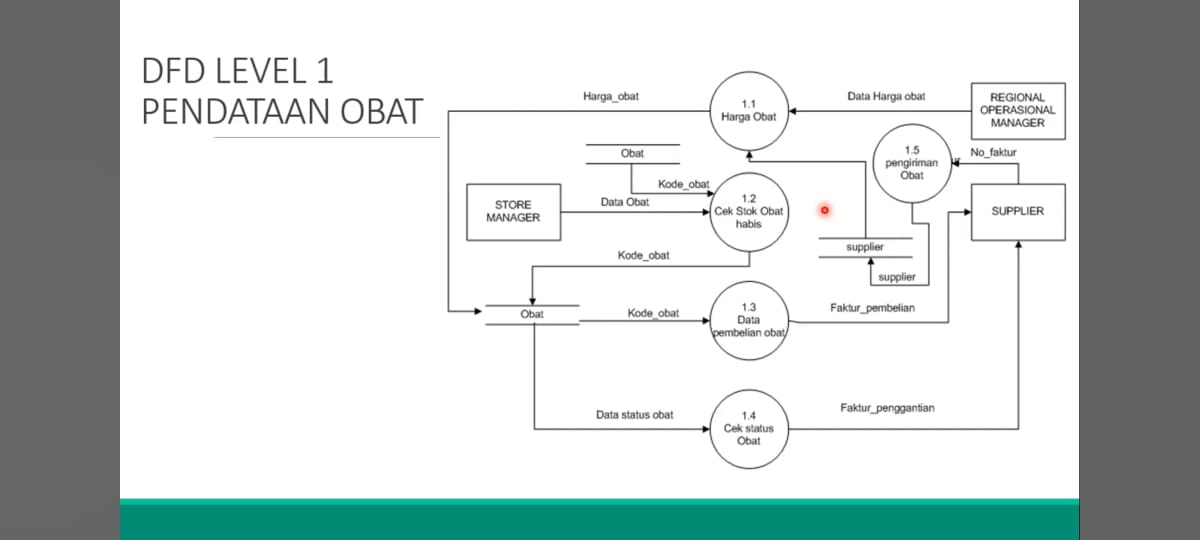 DFD LEVEL 1
PENDATAAN OBAT
Harga_obat
1.1
Harga Obat
Data Harga obat
REGIONAL
OPERASIONAL
MANAGER
Obat
Kode_obat
1.5
pengiriman
Obat
No_faktur
STORE
MANAGER
Data Obat
1.2
Cek Stok Obat
habis
SUPPLIER
supplier
Kode_obat
supplier
Obat
Kode_obat
1.3
Data
pembelian obat
Faktur_pembelian
Data status obat
1.4
Cek status
Obat
Faktur_penggantian